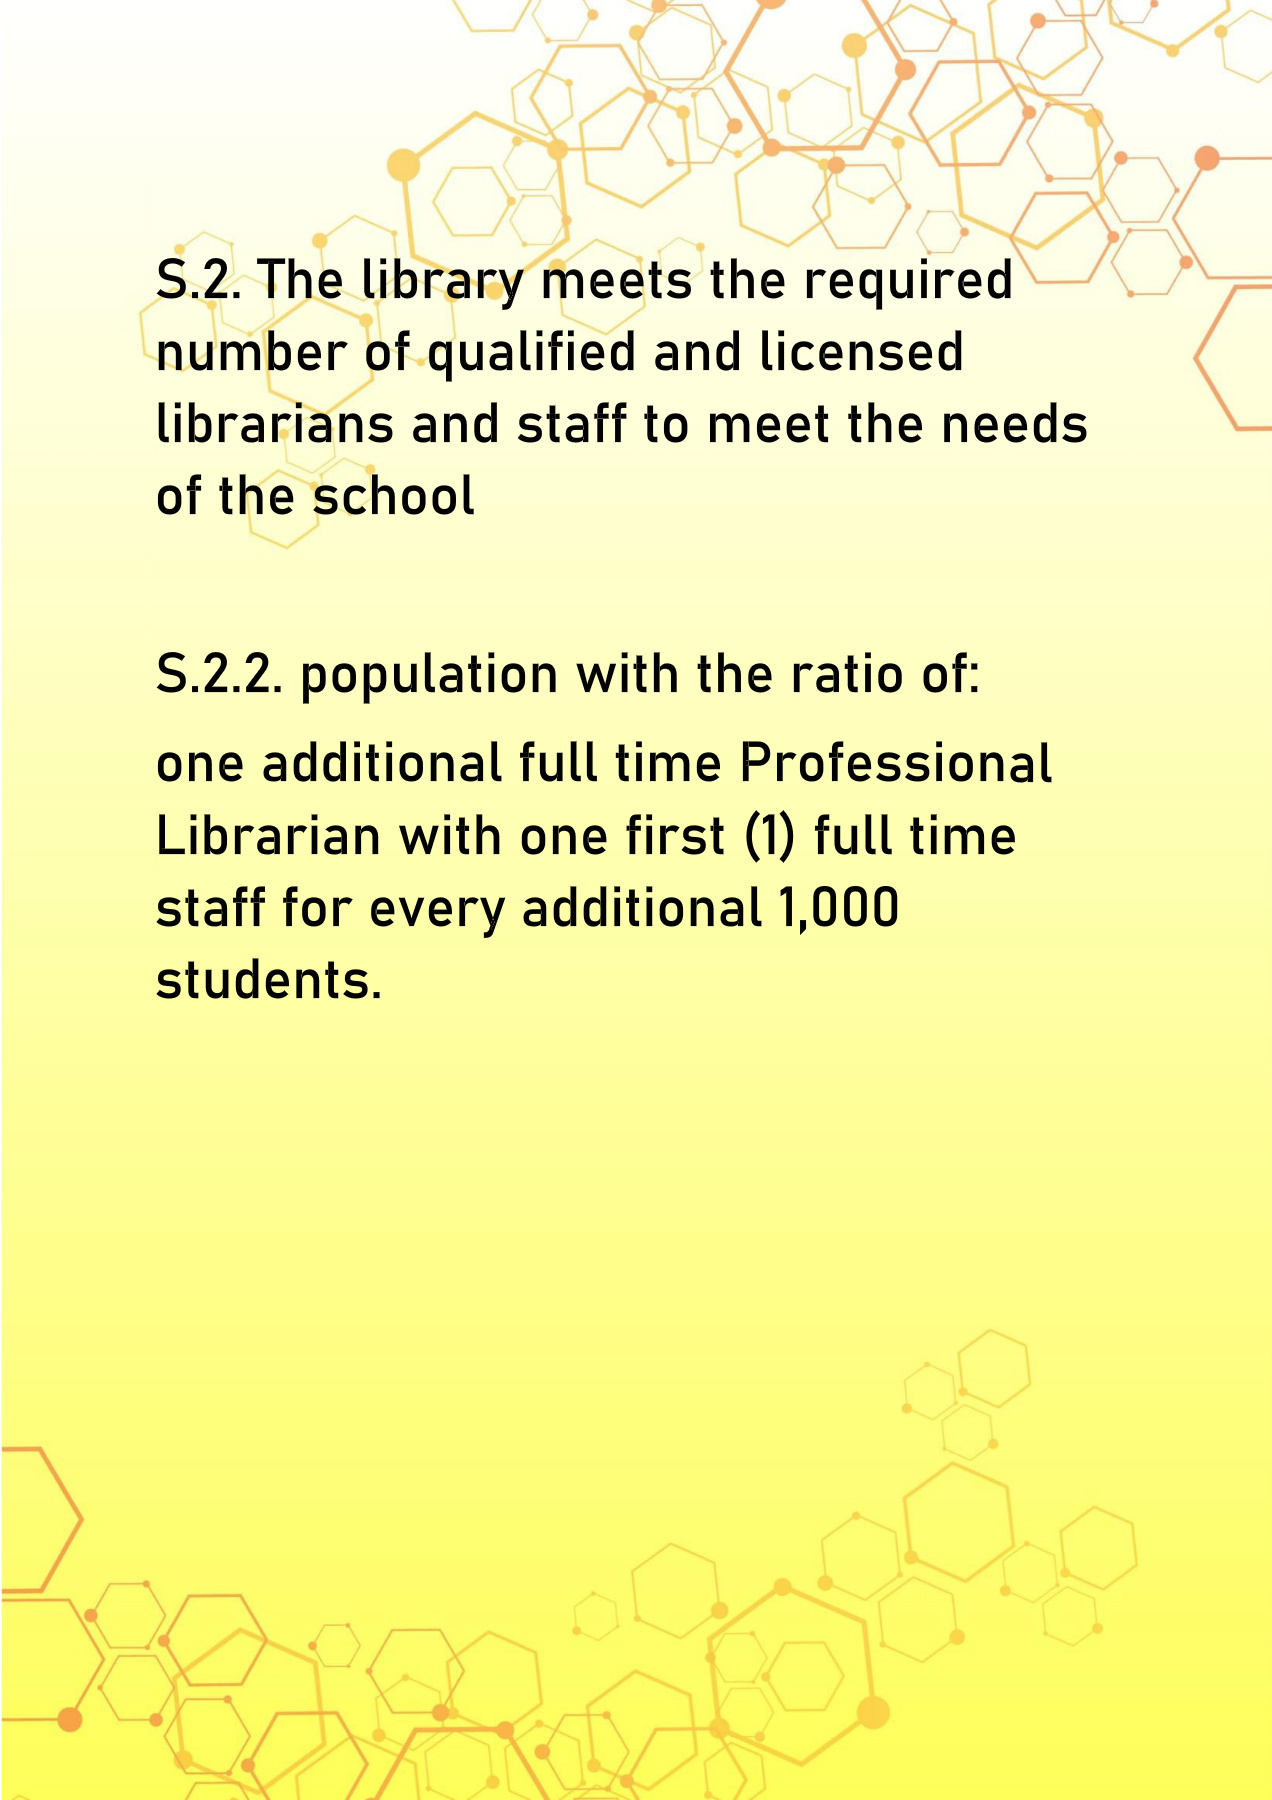 S.2. The library meets the required
number of qualified and licensed
librarians and staff to meet the needs
of the school
S.2.2. population with the ratio of:
one additional full time Professional
Librarian with one first (1) full time
staff for every additional 1,000
students.